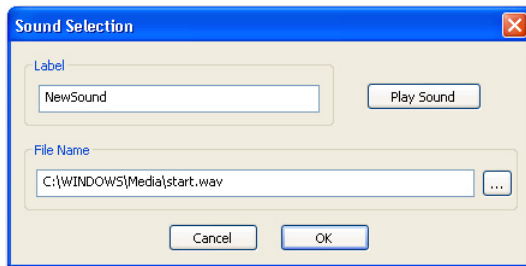 Sound Selection
Label
NewSound
Play Sound
File Name
C:\WINDOWS\Media\start.wav
...
Cancel
OK